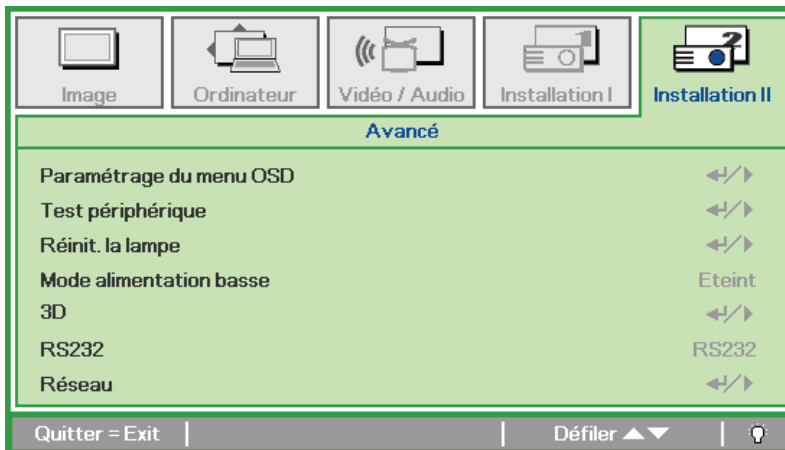 Image Ordinateur Vidéo / Audio Installation I Installation II
Avancé
Paramétrage du menu OSD
Test périphérique
Réinit. la lampe
Mode alimentation basse Eteint
3D
RS232 RS232
Réseau
Quitter = Exit Défiler